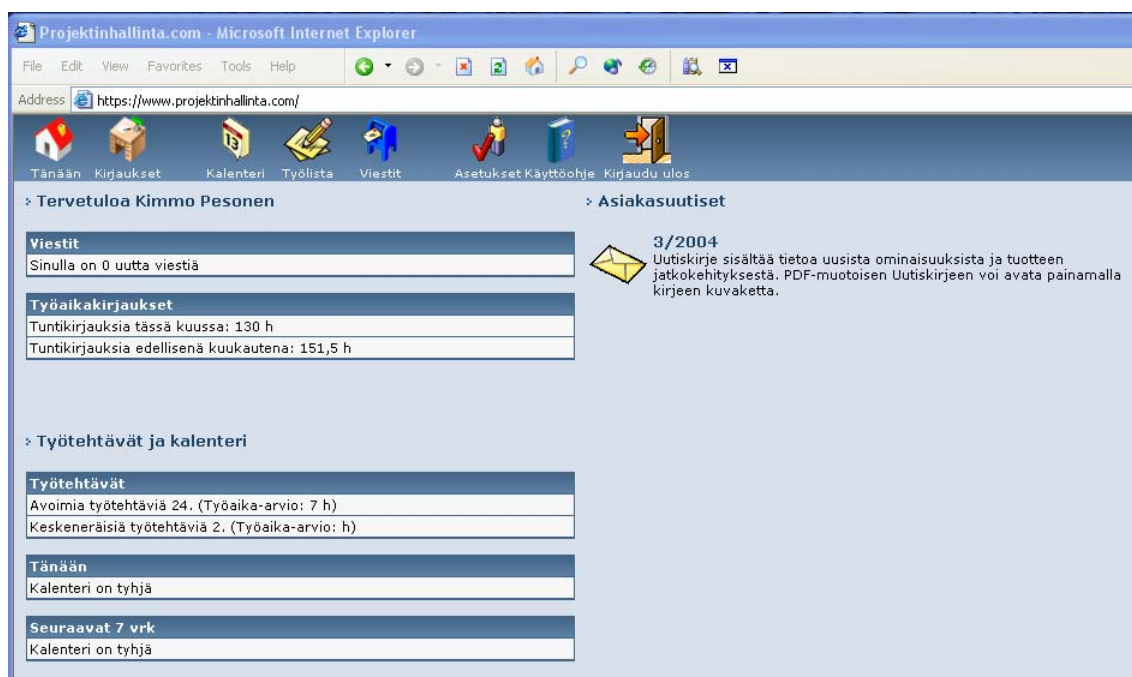 Projektinhallinta.com - Microsoft Internet Explorer
File Edit View Favorites Tools Help
Address https://www.projektinhallinta.com/
13
Tänään Kirjaukset Kalenteri Työlista Viestit Asetukset Käyttöohje Kirjaudu ulos
Tervetuloa Kimmo Pesonen
Viestit
Sinulla on 0 uutta viestiä
Työaikakirjaukset
Tuntikirjauksia tässä kuussa: 130 h
Tuntikirjauksia edellisenä kuukautena: 151,5 h
Työtehtävät ja kalenteri
Työtehtävät
Avoimia työtehtäviä 24. (Työaika-arvio: 7 h)
Keskeneräisiä työtehtäviä 2. (Työaika-arvio: h)
Tänään
Kalenteri on tyhjä
Seuraavat 7 vrk
Kalenteri on tyhjä
Asiakasuutiset
3/2004
Uutiskirje sisältää tietoa uusista ominaisuuksista ja tuotteen
jatkokehityksestä. PDF-muotoisen Uutiskirjeen voi avata painamalla
kirjeen kuvaketta.